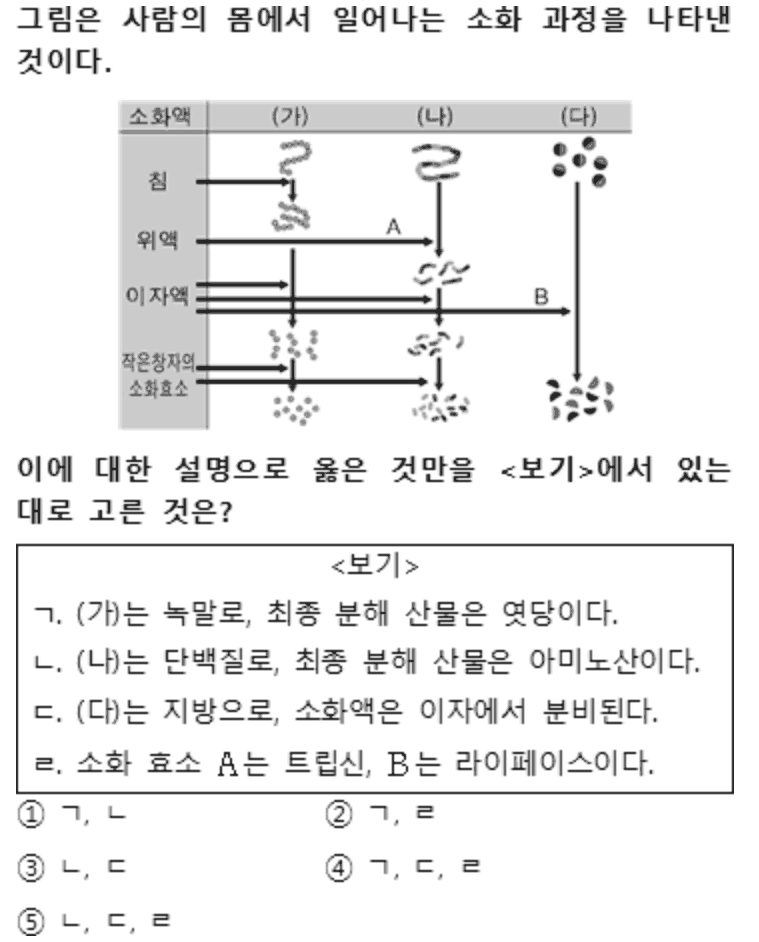 그림은 사람의 몸에서 일어나는 소화 과정을 나타낸
것이다.
소화액 (가) (나) (다)
침
위액 A
이자액 B
작은창자의
소화효소
이에 대한 설명으로 옳은 것만을 <보기>에서 있는
대로 고른 것은?
<보기>
ㄱ. (가)는 녹말로, 최종 분해 산물은 엿당이다.
ㄴ. (나)는 단백질로, 최종 분해 산물은 아미노산이다.
ㄷ. (다)는 지방으로, 소화액은 이자에서 분비된다.
ㄹ. 소화 효소 A는 트립신, B는 라이페이스이다.
① ㄱ, ㄴ ② ㄱ, ㄹ
③ ㄴ, ㄷ ④ ㄱ, ㄷ, ㄹ
⑤ ㄴ, ㄷ, ㄹ